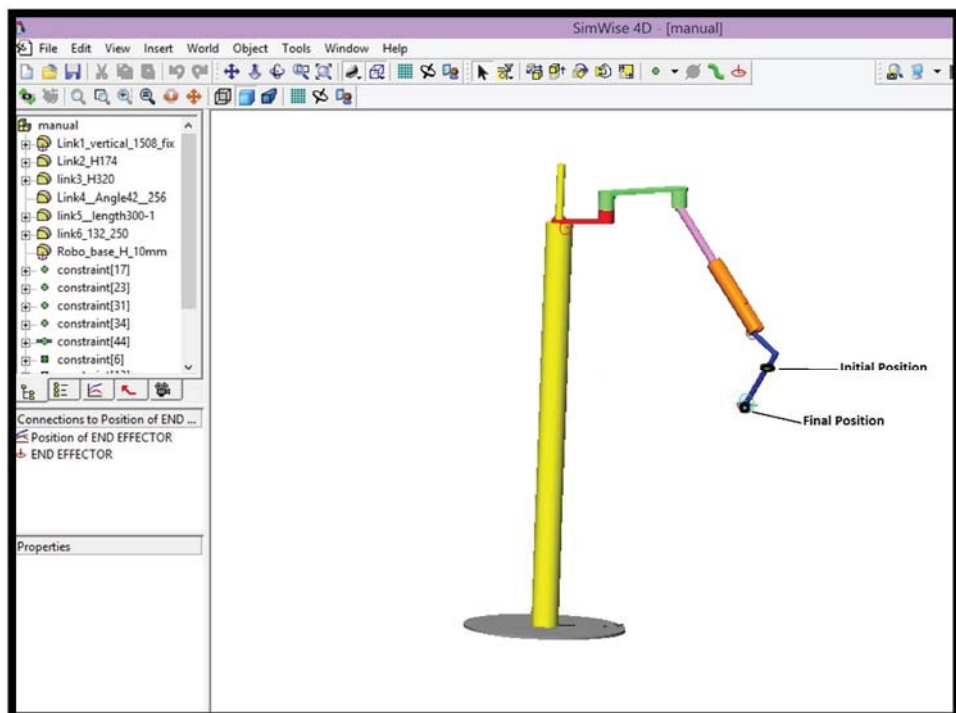 SimWise 4D - [manual]
File Edit View Insert World Object Tools Window Help
manual
Link1_vertical_1508_fix
Link2_H174
link3_H320
Link4__Angle42__256
link5__length300-1
link6_132_250
Robo_base_H_10mm
constraint[17]
constraint[23]
constraint[31]
constraint[34]
constraint[44]
constraint[6]
Initial Position
Final Position
Connections to Position of END ...
Position of END EFFECTOR
END EFFECTOR
Properties